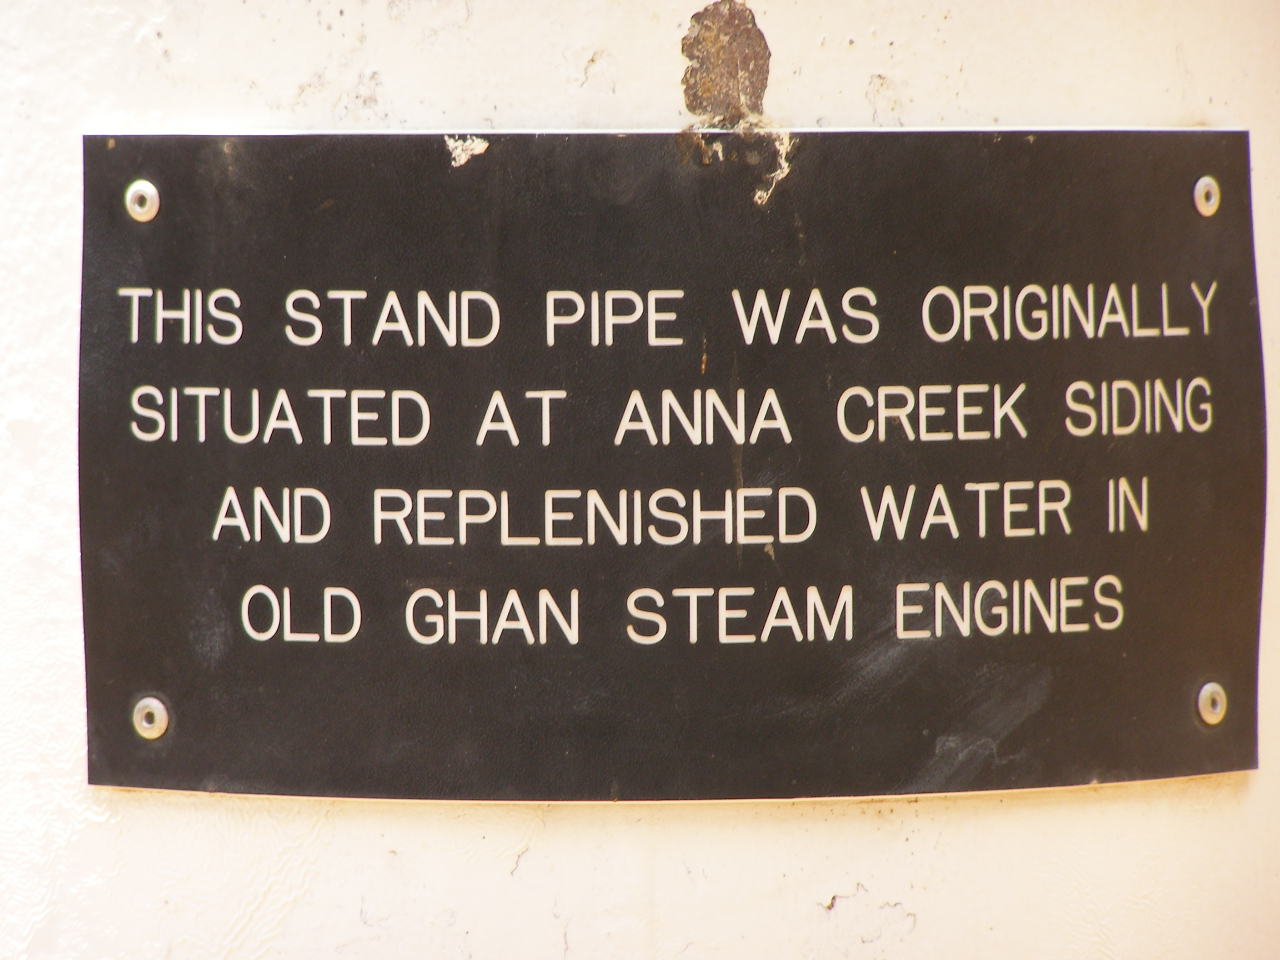 THIS STAND PIPE WAS ORIGINALLY
SITUATED AT ANNA CREEK SIDING
AND REPLENISHED WATER IN
OLD GHAN STEAM ENGINES